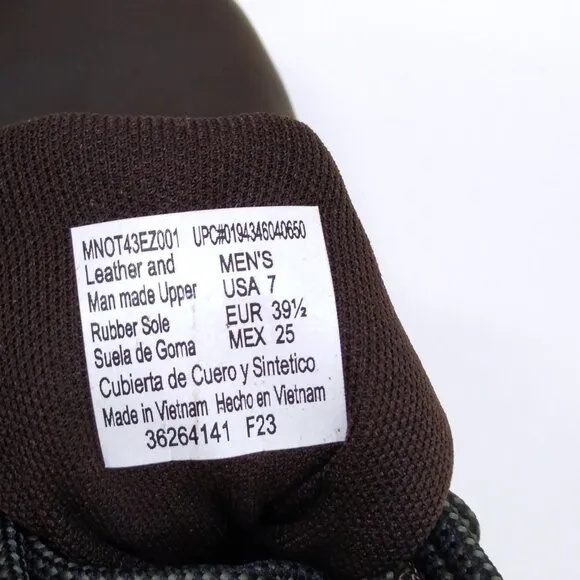 MNOT43EZ001 UPC#0194346040650
Leather and MEN'S
Man made Upper USA 7
Rubber Sole EUR 39½
Suela de Goma MEX 25
Cubierta de Cuero y Sintetico
Made in Vietnam Hecho en Vietnam
36264141 F23